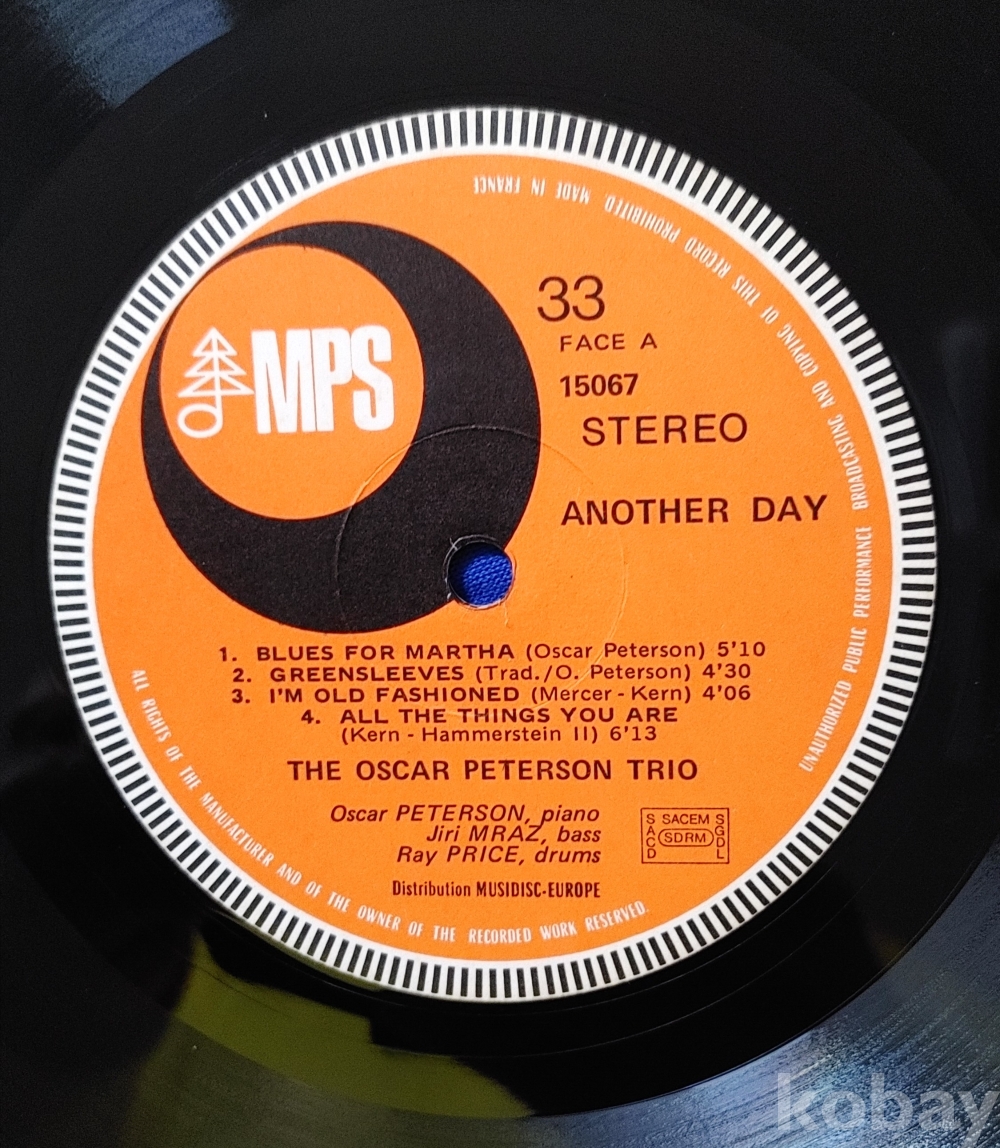 MPS
33
FACE A
15067
STEREO
ANOTHER DAY
1. BLUES FOR MARTHA (Oscar Peterson) 5'10
2. GREENSLEEVES (Trad./O. Peterson) 4'30
3. I'M OLD FASHIONED (Mercer - Kern) 4'06
4. ALL THE THINGS YOU ARE
(Kern - Hammerstein II) 6'13
THE OSCAR PETERSON TRIO
Oscar PETERSON, piano
Jiri MRAZ, bass
Ray PRICE, drums
SACD SACEM SGDL
SDRM
Distribution MUSIDISC-EUROPE
ALL RIGHTS OF THE MANUFACTURER AND OF THE OWNER OF THE RECORDED WORK RESERVED.
UNAUTHORIZED PUBLIC PERFORMANCE BROADCASTING AND COPYING OF THIS RECORD PROHIBITED MADE IN FRANCE
kobay